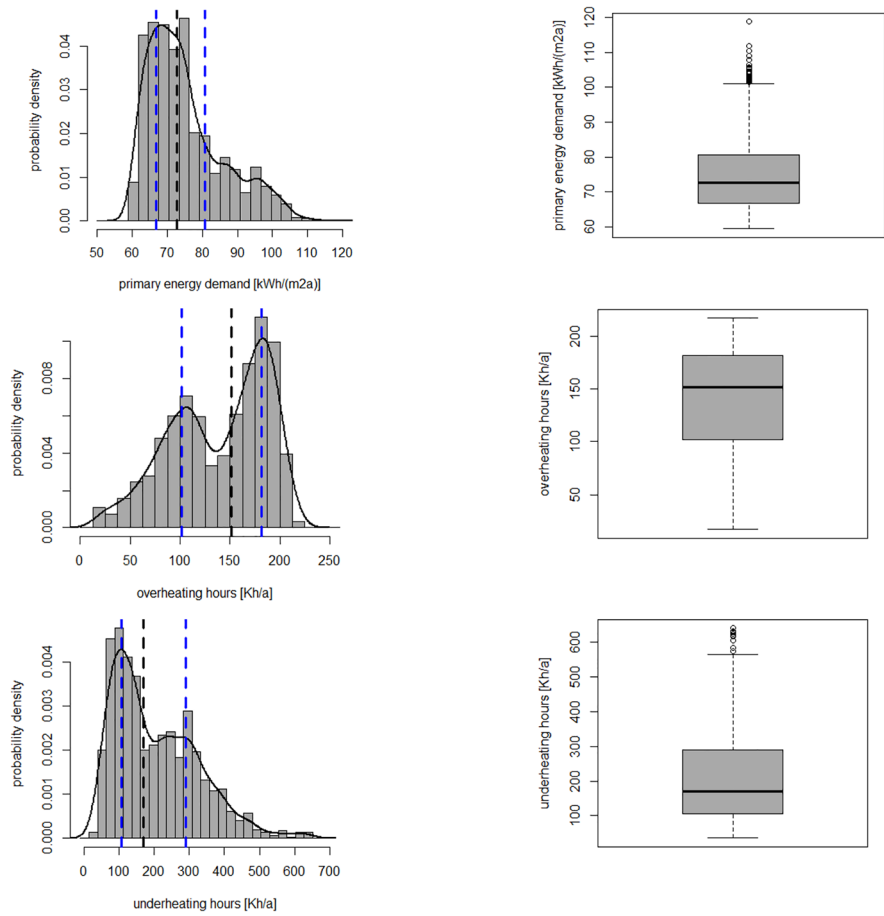 probability density
0.00 0.01 0.02 0.03 0.04
50 60 70 80 90 100 110 120
primary energy demand [kWh/(m2a)]
primary energy demand [kWh/(m2a)]
60 70 80 90 100 120
probability density
0.000 0.004 0.008
0 50 100 150 200 250
overheating hours [Kh/a]
overheating hours [Kh/a]
50 100 150 200
probability density
0.000 0.001 0.002 0.003 0.004
0 100 200 300 400 500 600 700
underheating hours [Kh/a]
underheating hours [Kh/a]
100 200 300 400 500 600